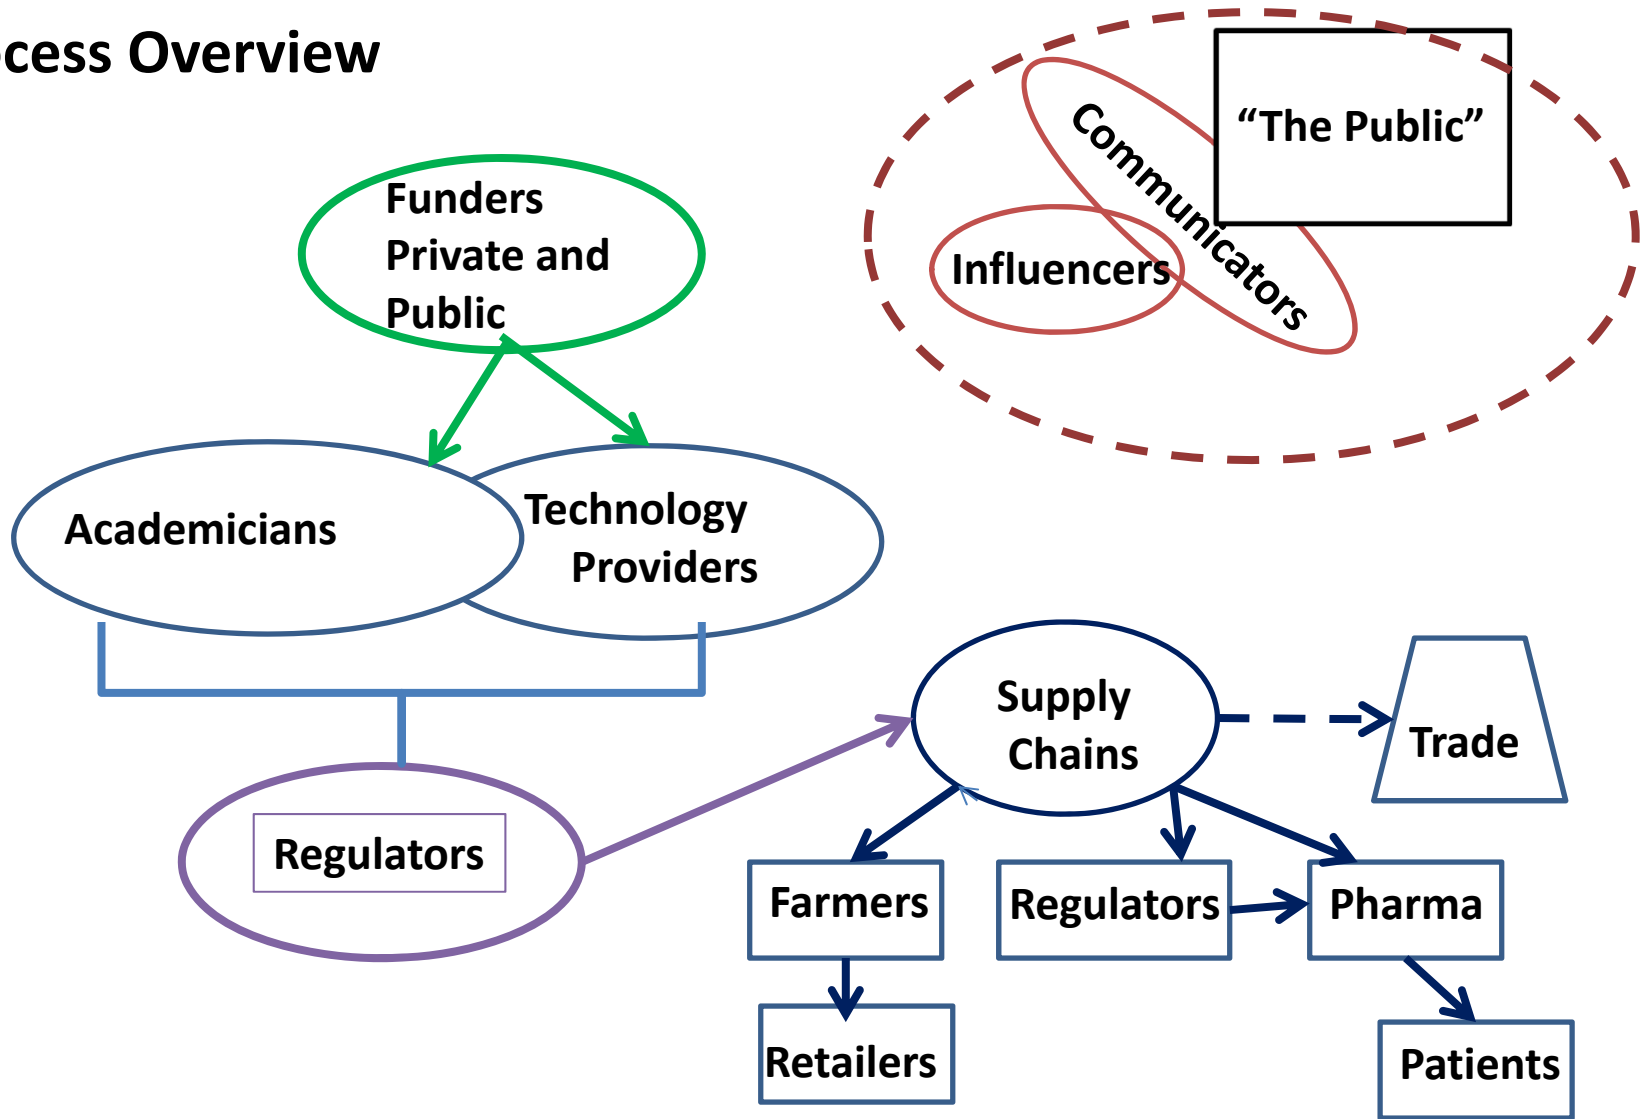 cess Overview
“The Public”
Communicators
Influencers
Funders
Private and
Public
Academicians
Technology
Providers
Supply
Chains
Trade
Regulators
Farmers
Regulators
Pharma
Retailers
Patients